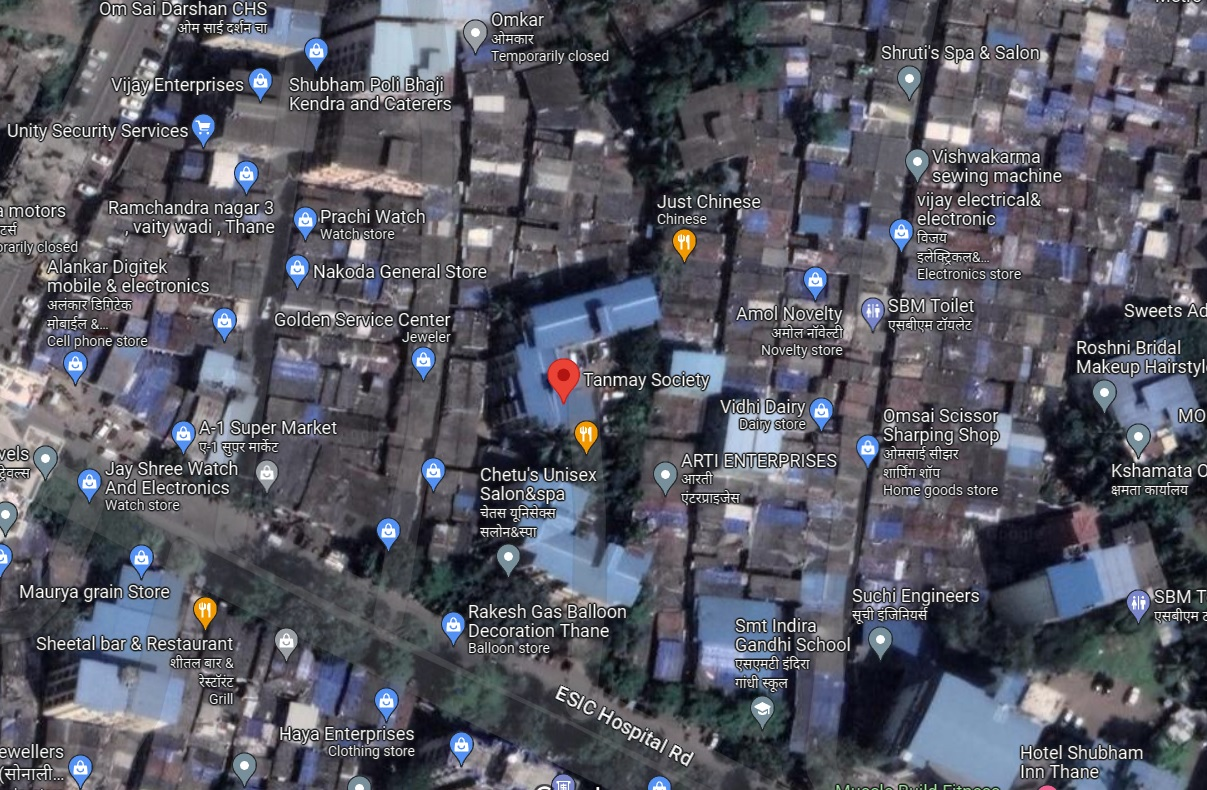 Om Sai Darshan CHS
ओम साई दर्शन चा
Omkar
ओमकार
Temporarily closed
Shruti's Spa & Salon
Vijay Enterprises
Shubham Poli Bhaji
Kendra and Caterers
Unity Security Services
Vishwakarma
sewing machine
Ramchandra nagar 3
, vaity wadi , Thane
a motors
र्टर्स
orarily closed
Prachi Watch
Watch store
Just Chinese
Chinese
vijay electrical&
electronic
विजय
इलेक्ट्रिकल&...
Electronics store
Alankar Digitek
mobile & electronics
अलंकार डिगिटेक
मोबाईल &...
Cell phone store
Nakoda General Store
Golden Service Center
Jeweler
Amol Novelty
अमोल नॉवेल्टी
Novelty store
SBM Toilet
एसबीएम टॉयलेट
Sweets Ad
Roshni Bridal
Makeup Hairstyl
Tanmay Society
Vidhi Dairy
Dairy store
Omsai Scissor
Sharping Shop
ओमसाई सीझर
शार्पिंग शॉप
Home goods store
MO
A-1 Super Market
ए-1 सुपर मार्केट
vels
ट्रॅवल्स
Jay Shree Watch
And Electronics
Watch store
Chetu's Unisex
Salon&spa
चेतस यूनिसेक्स
सलोन&स्पा
ARTI ENTERPRISES
आरती
एंटरप्राइजेस
Kshamata O
क्षमता कार्यालय
Maurya grain Store
Rakesh Gas Balloon
Decoration Thane
Balloon store
Suchi Engineers
सूची इंजिनियर्स
SBM T
एसबीएम ट
Sheetal bar & Restaurant
शीतल बार &
रेस्टॉरंट
Grill
Smt Indira
Gandhi School
एसएमटी इंदिरा
गांधी स्कूल
ESIC Hospital Rd
Haya Enterprises
Clothing store
ewellers
(सोनाली...
Hotel Shubham
Inn Thane